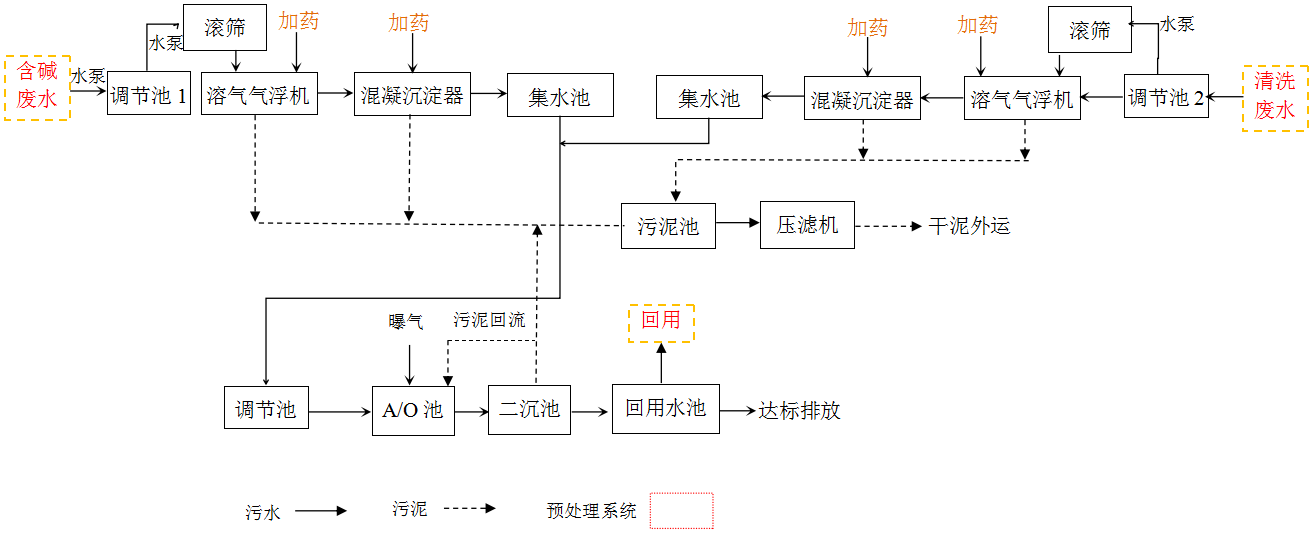 滚筛
加药
加药
加药
加药
滚筛
水泵
水泵
含碱
废水
水泵
调节池 1
溶气气浮机
混凝沉淀器
集水池
集水池
混凝沉淀器
溶气气浮机
调节池 2
清洗
废水
污泥池
压滤机
干泥外运
曝气
污泥回流
回用
调节池
A/O 池
二沉池
回用水池
达标排放
污水
污泥
预处理系统